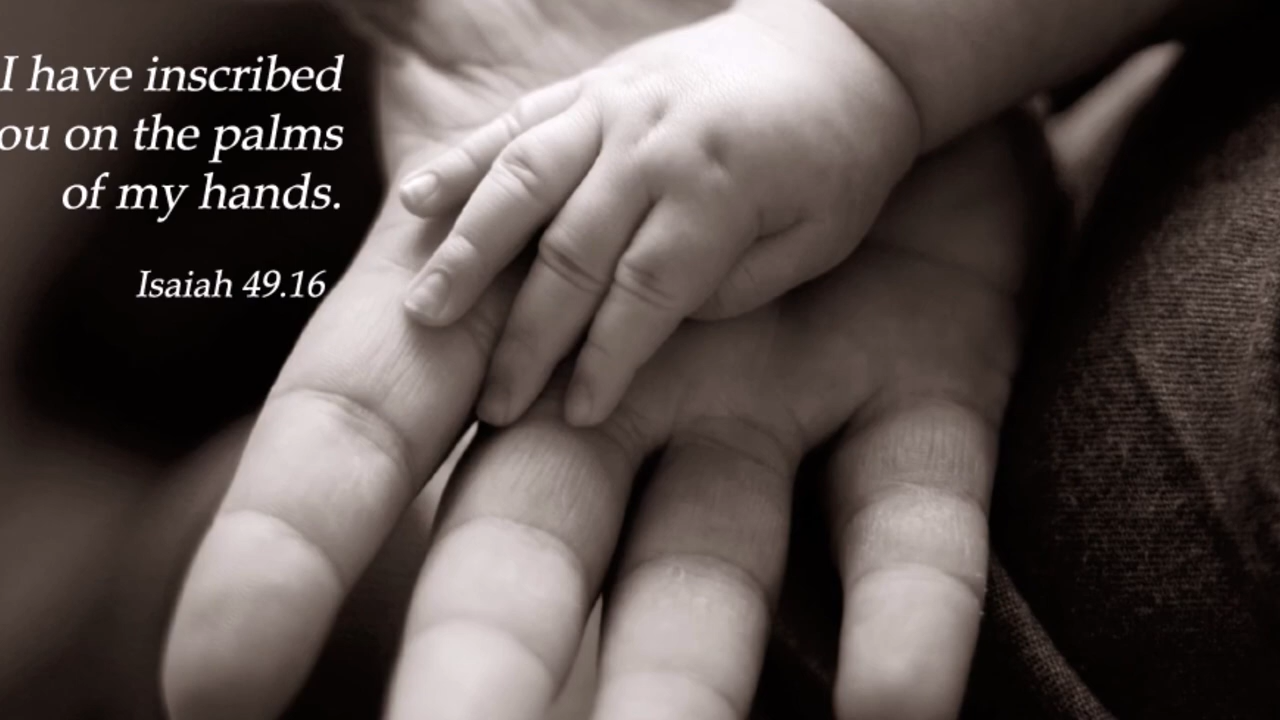 I have inscribed
ou on the palms
of my hands.
Isaiah 49.16